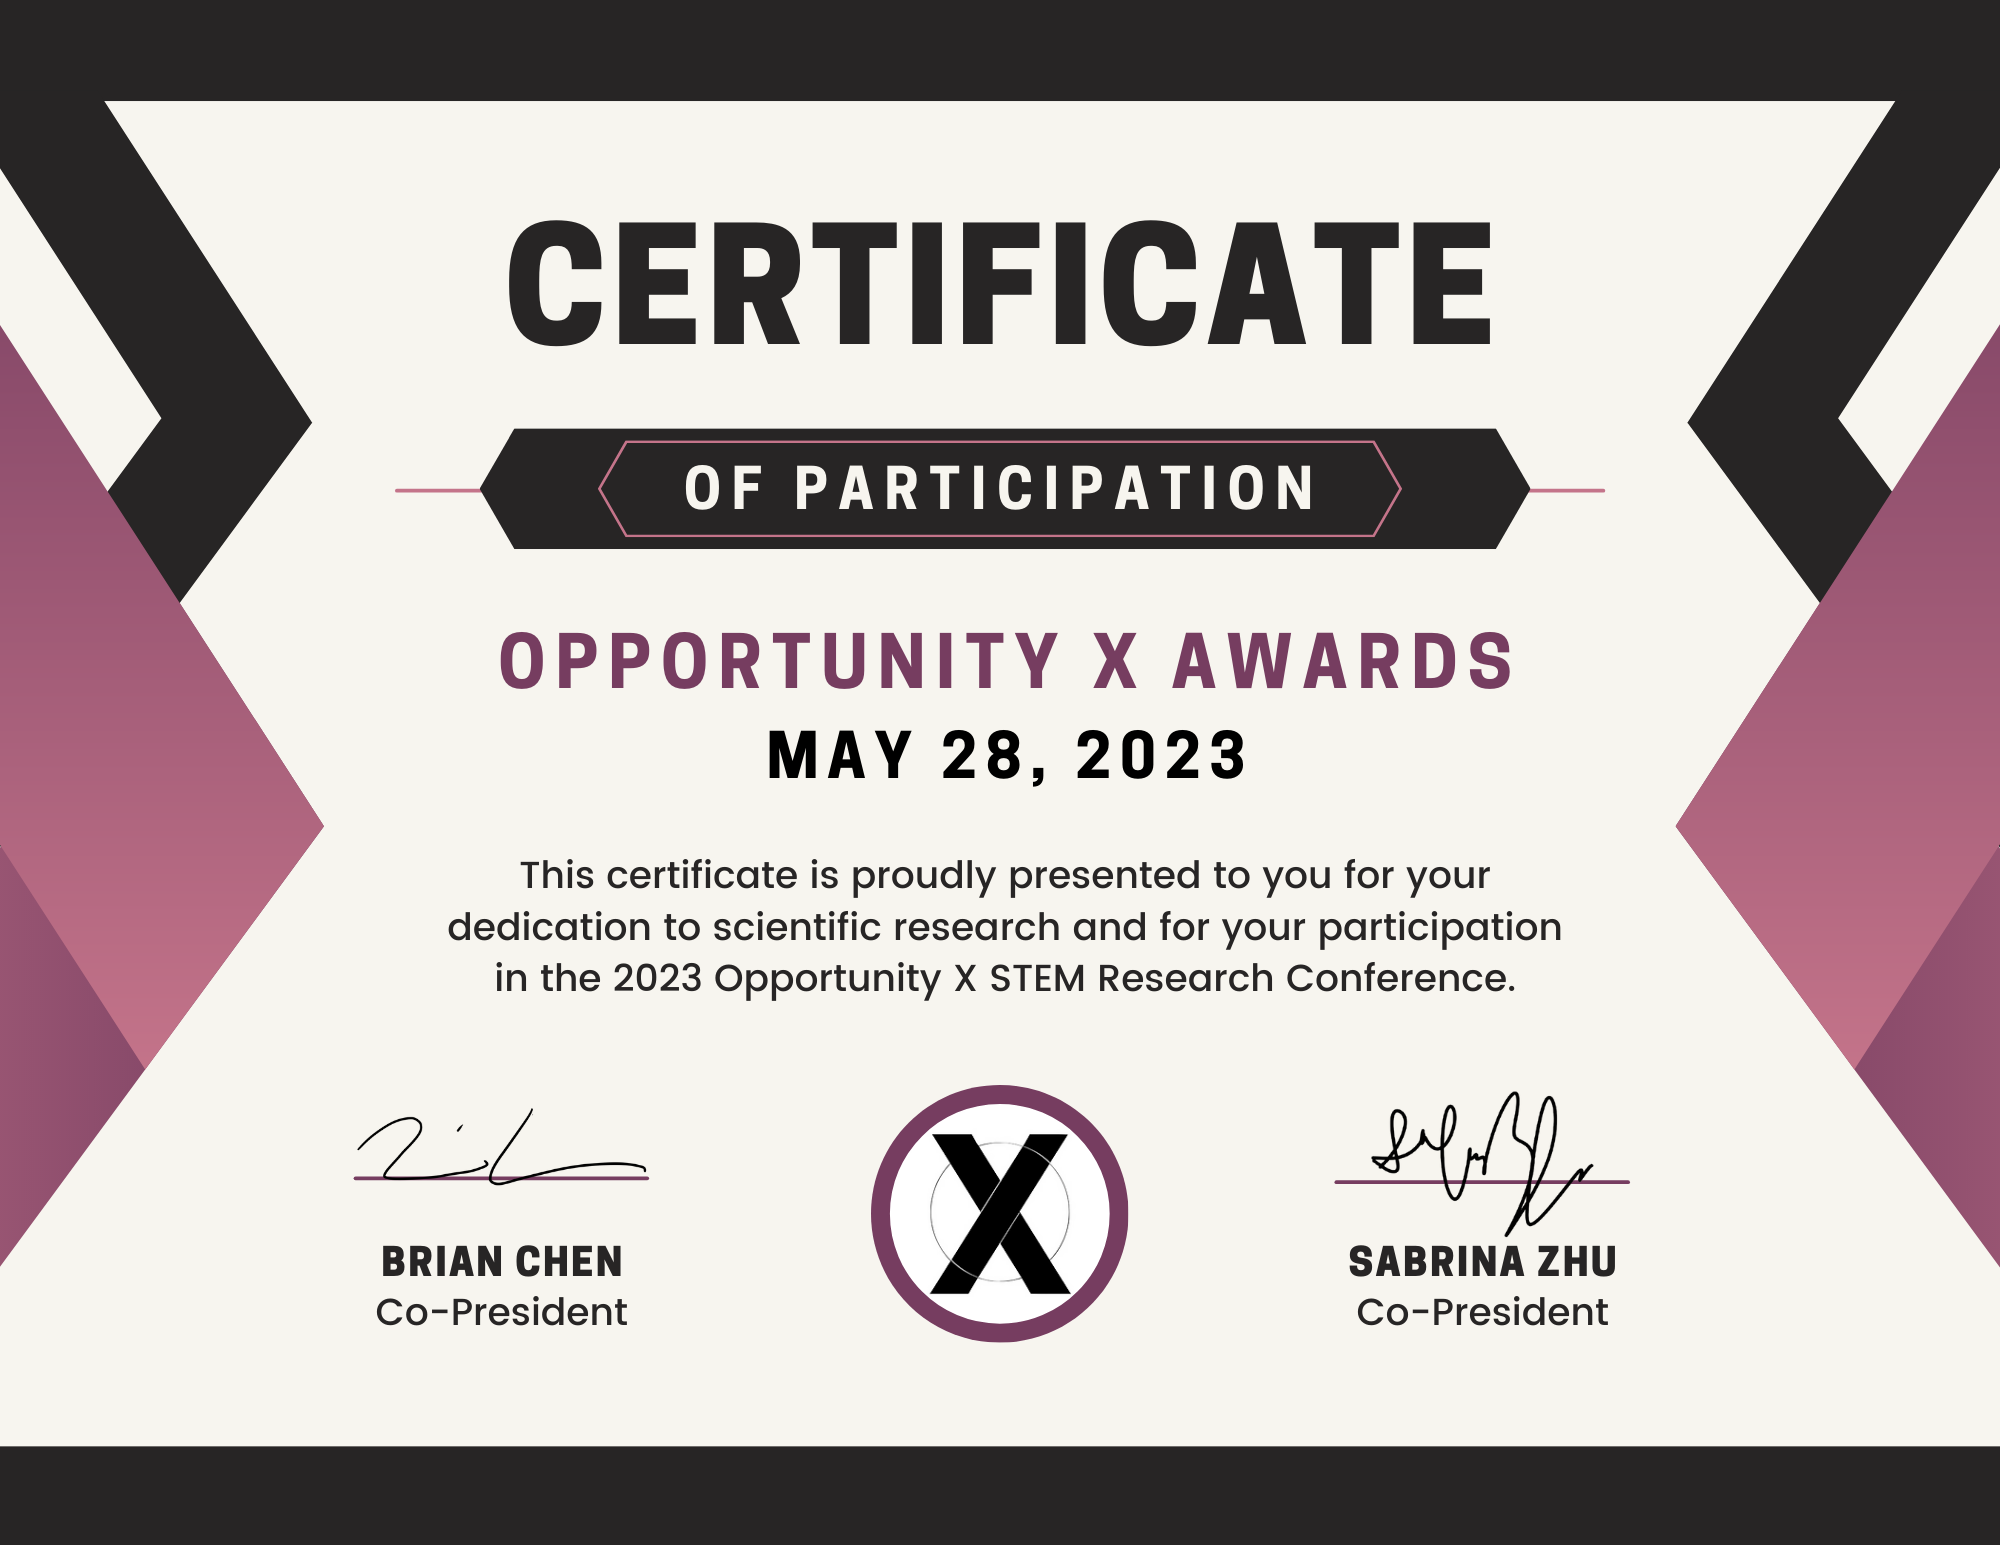 CERTIFICATE
OF PARTICIPATION
OPPORTUNITY X AWARDS
MAY 28, 2023
This certificate is proudly presented to you for your
dedication to scientific research and for your participation
in the 2023 Opportunity X STEM Research Conference.
X
BRIAN CHEN
Co-President
SABRINA ZHU
Co-President